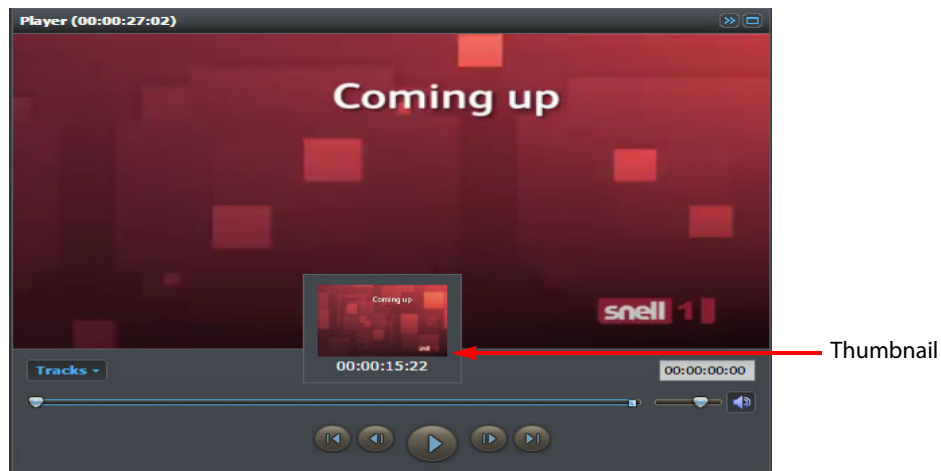 Player (00:00:27:02)
Coming up
Coming up
snell 1
snell
00:00:15:22
Thumbnail
Tracks
00:00:00:00